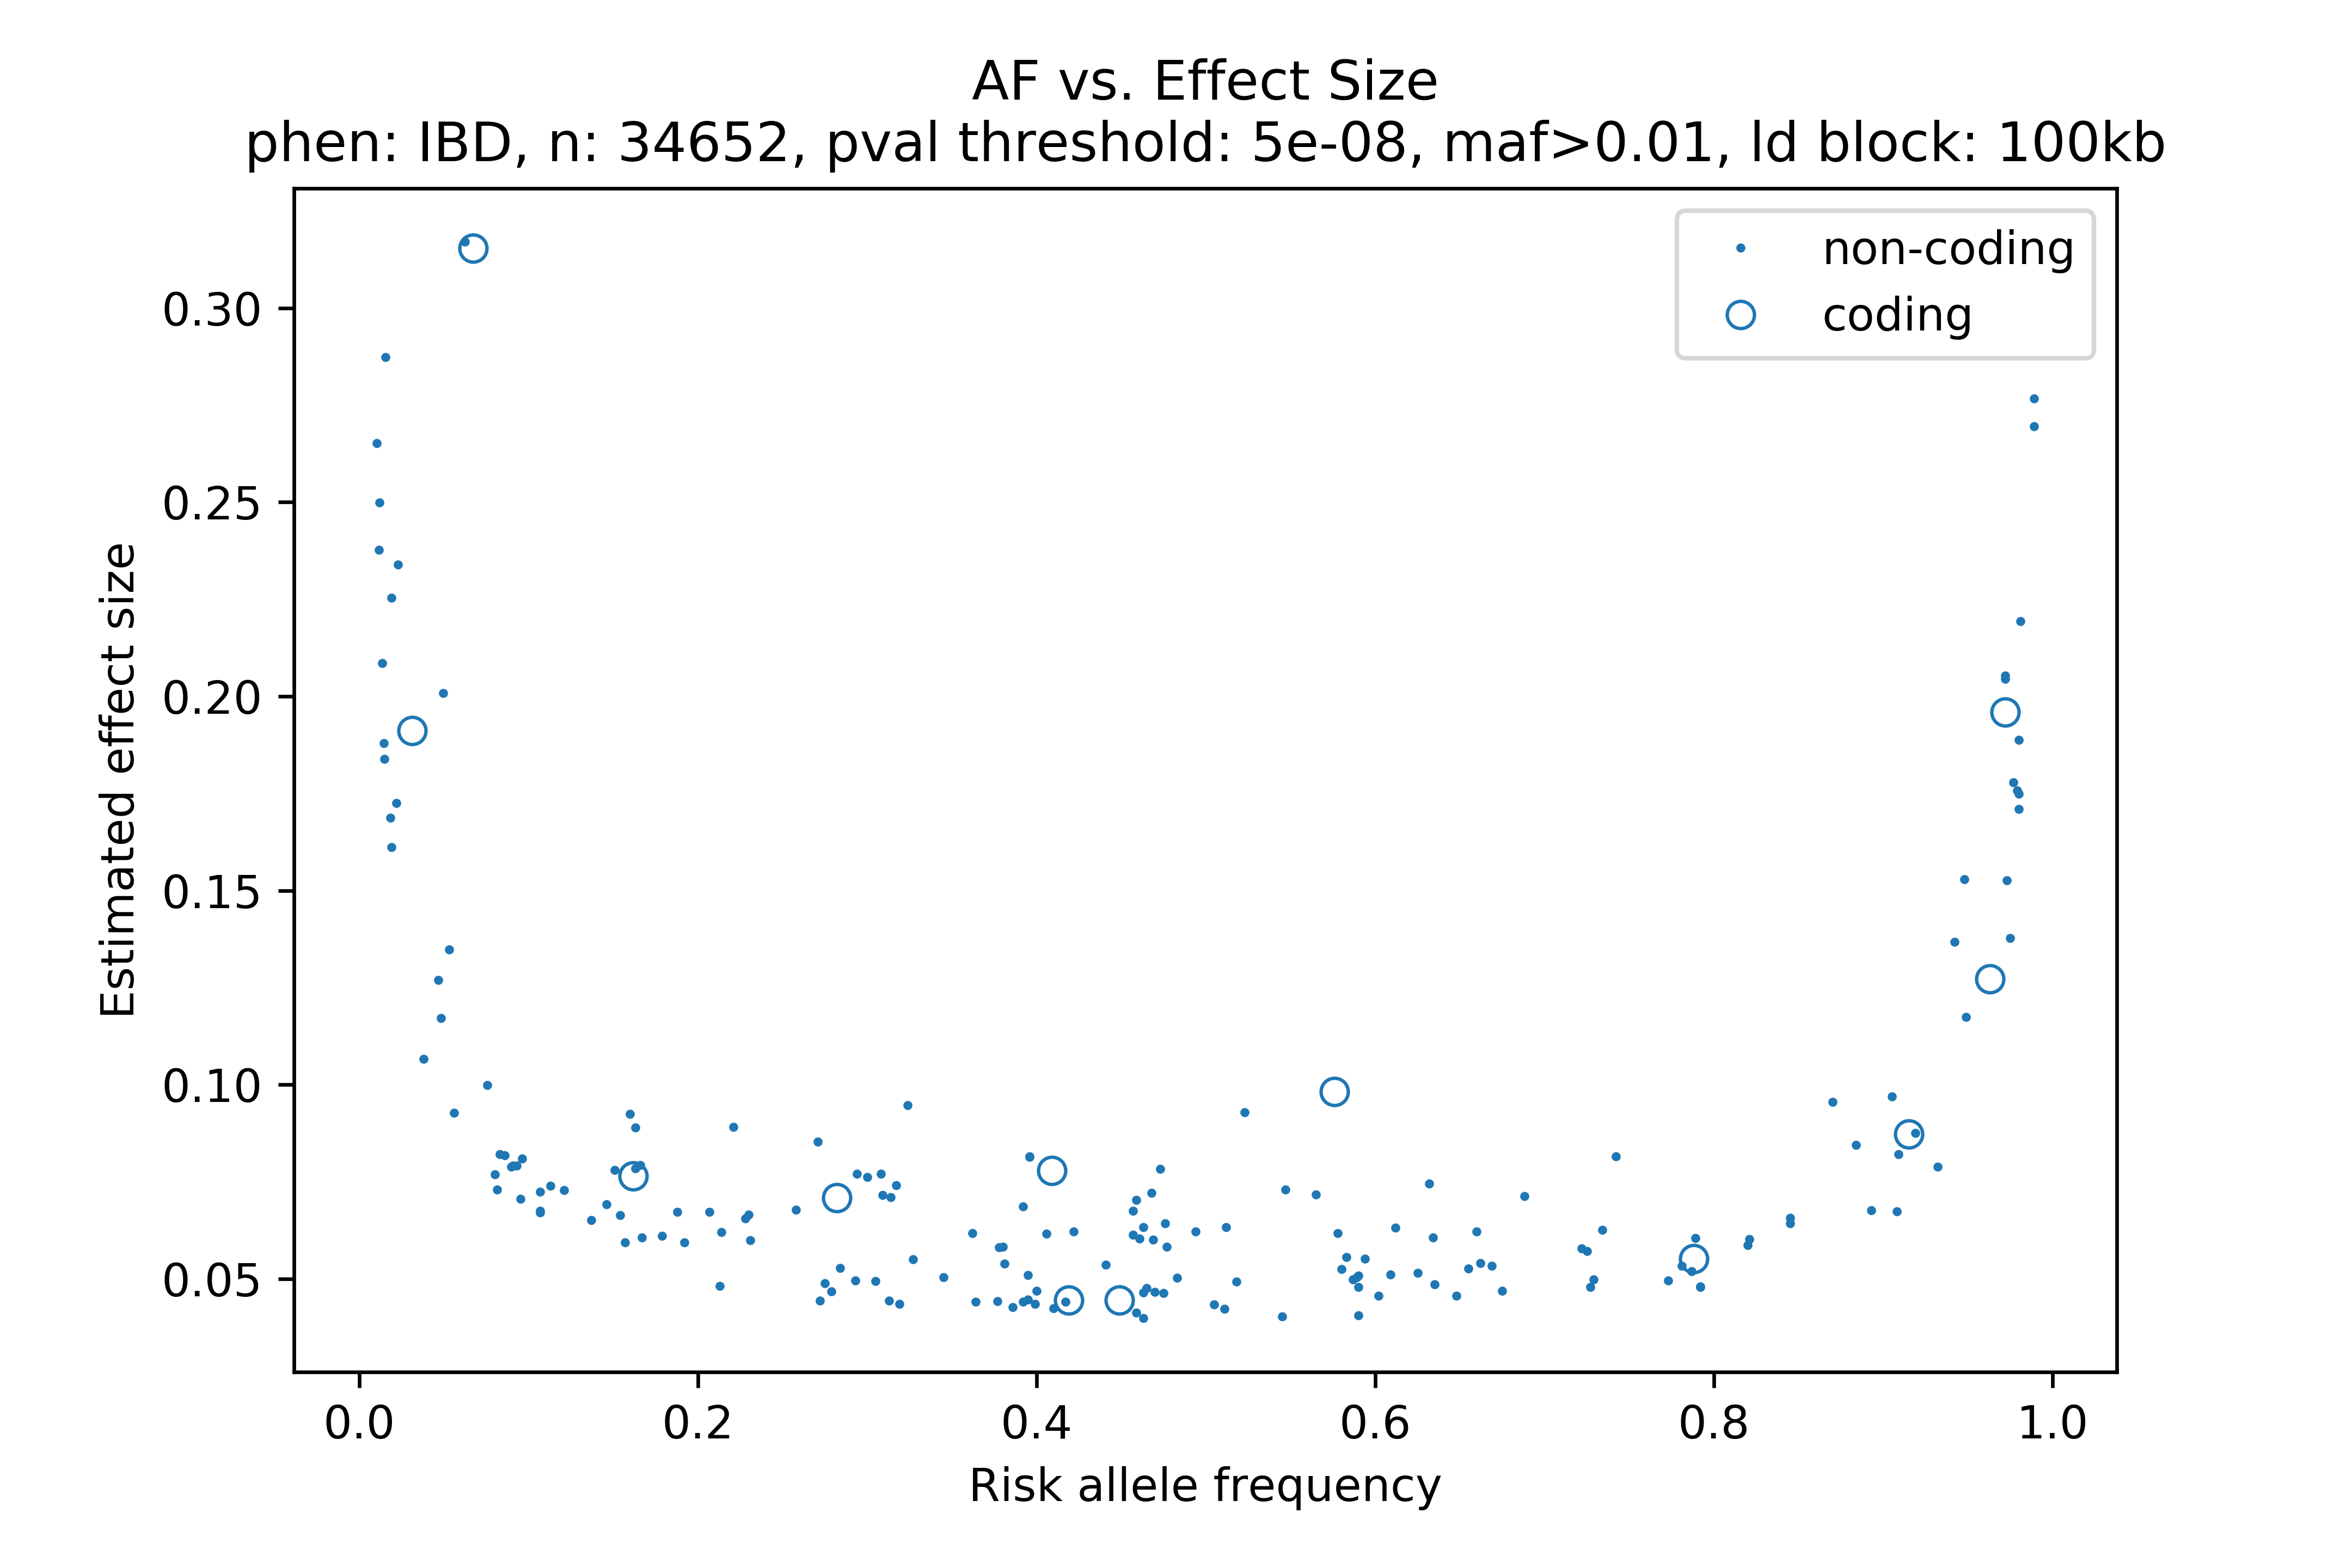 AF vs. Effect Size
phen: IBD, n: 34652, pval threshold: 5e-08, maf>0.01, ld block: 100kb
non-coding
coding
0.30
0.25
0.20
0.15
0.10
0.05
Estimated effect size
0.0 0.2 0.4 0.6 0.8 1.0
Risk allele frequency